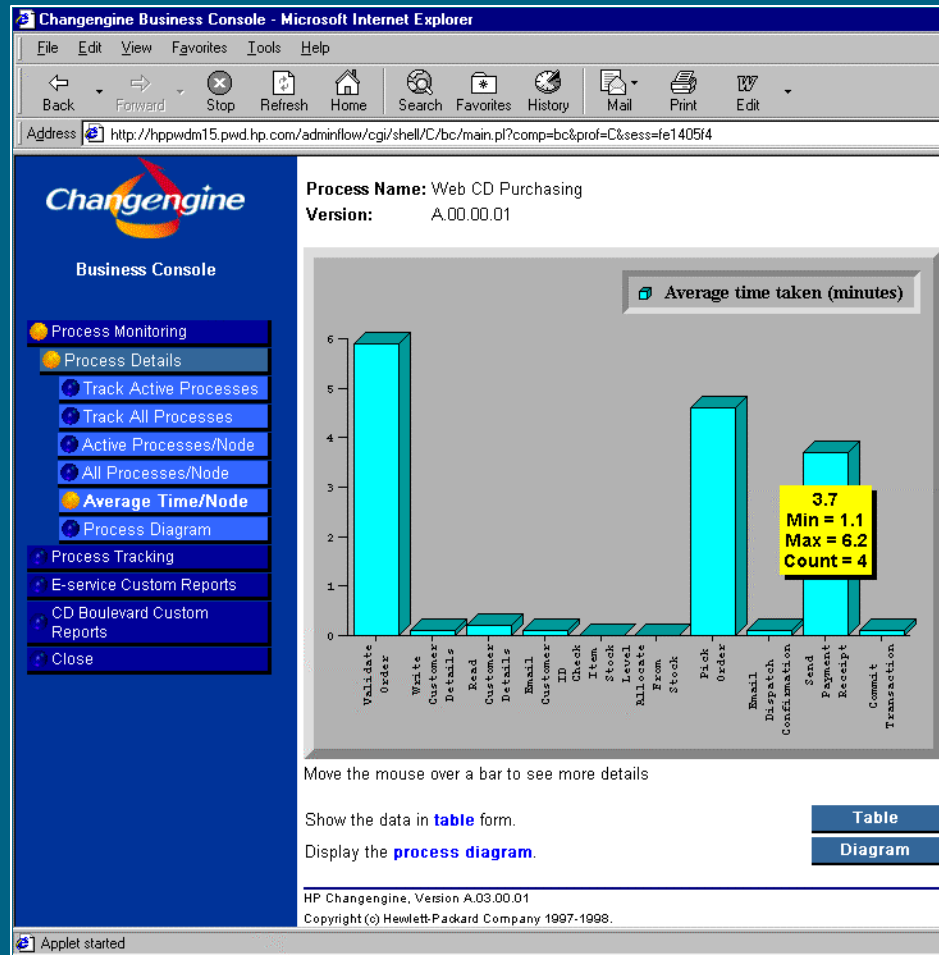 Changengine Business Console - Microsoft Internet Explorer
File Edit View Favorites Tools Help
Back Forward Stop Refresh Home Search Favorites History Mail Print Edit
Address http://hppwdm15.pwd.hp.com/adminflow/cgi/shell/C/bc/main.pl?comp=bc&prof=C&sess=fe1405f4
Changengine
Business Console
Process Monitoring
Process Details
Track Active Processes
Track All Processes
Active Processes/Node
All Processes/Node
Average Time/Node
Process Diagram
Process Tracking
E-service Custom Reports
CD Boulevard Custom
Reports
Close
Process Name: Web CD Purchasing
Version: A.00.00.01
Average time taken (minutes)
6
5
4
3
2
1
0
3.7
Min = 1.1
Max = 6.2
Count = 4
Validate
Order
Write
Customer
Details
Read
Customer
Details
Email
Customer
ID
Check
Item
Stock
Level
Allocate
From
Stock
Pick
Order
Email
Dispatch
Confirmation
Send
Payment
Receipt
Commit
Transaction
Move the mouse over a bar to see more details
Show the data in table form.
Table
Display the process diagram.
Diagram
HP Changengine, Version A.03.00.01
Copyright (c) Hewlett-Packard Company 1997-1998.
Applet started